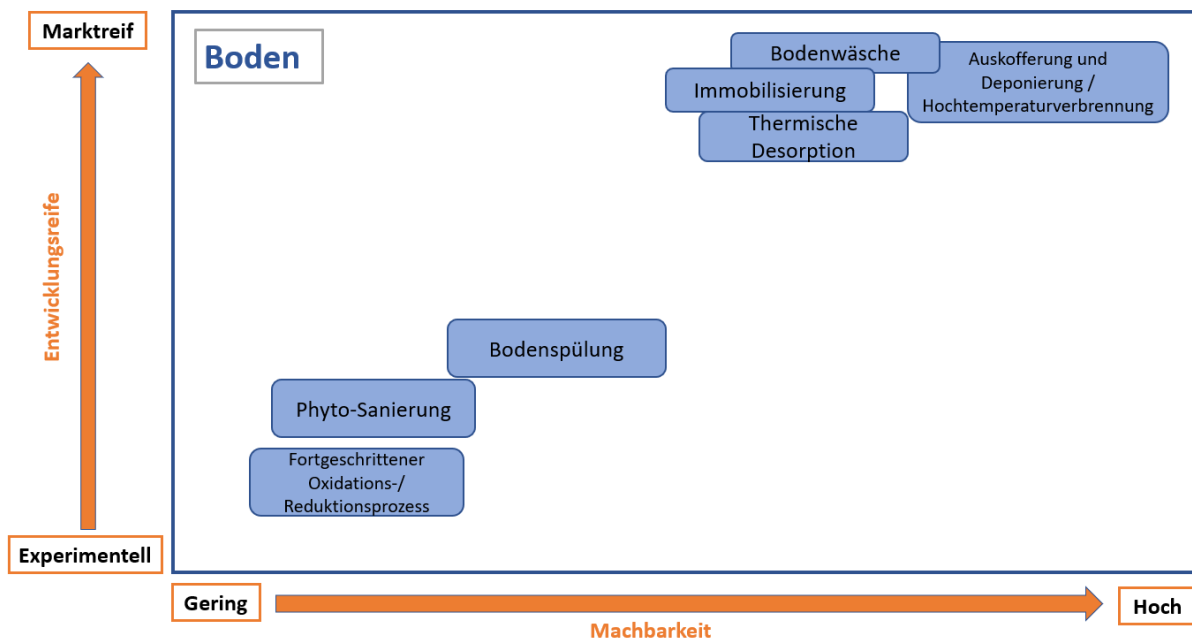 Marktreif
Boden
Bodenwäsche
Auskofferung und
Deponierung /
Hochtemperaturverbrennung
Immobilisierung
Thermische
Desorption
Entwicklungsreife
Bodenspülung
Phyto-Sanierung
Fortgeschrittener
Oxidations-/
Reduktionsprozess
Experimentell
Gering
Hoch
Machbarkeit